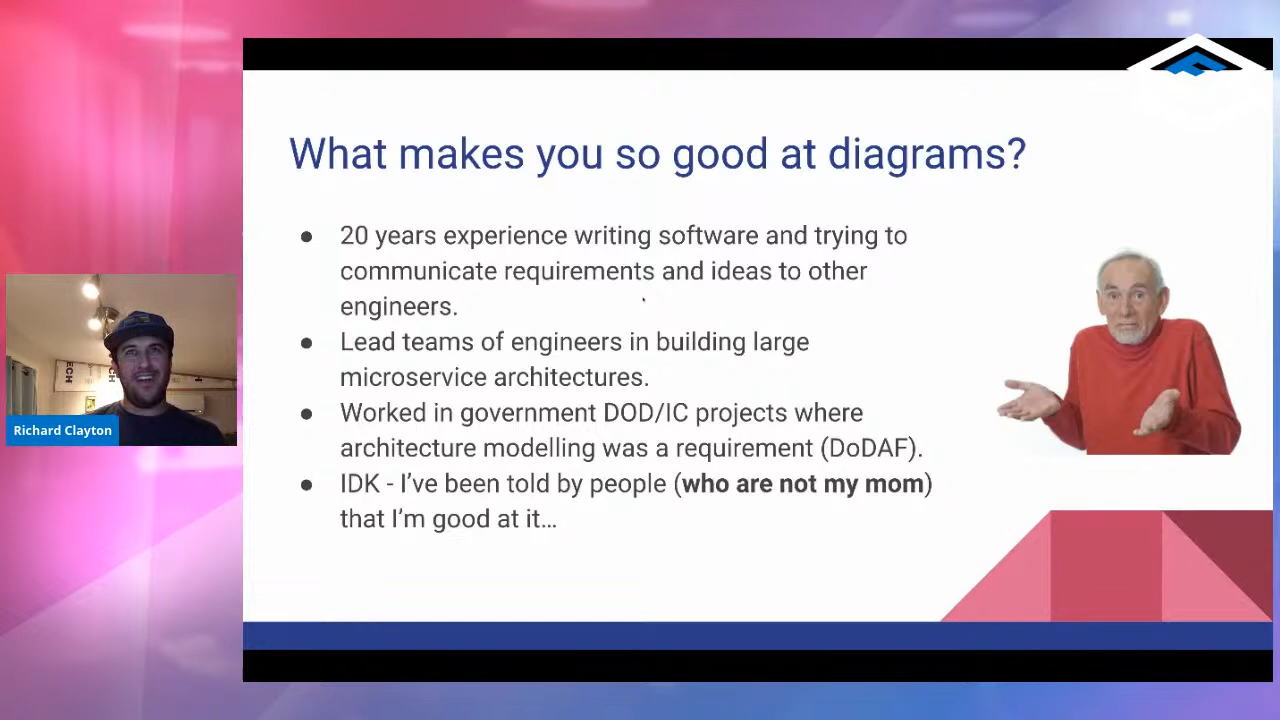 What makes you so good at diagrams?
● 20 years experience writing software and trying to
communicate requirements and ideas to other
engineers.
● Lead teams of engineers in building large
microservice architectures.
● Worked in government DOD/IC projects where
architecture modelling was a requirement (DoDAF).
● IDK - I’ve been told by people (who are not my mom)
that I’m good at it…
ECH
Richard Clayton